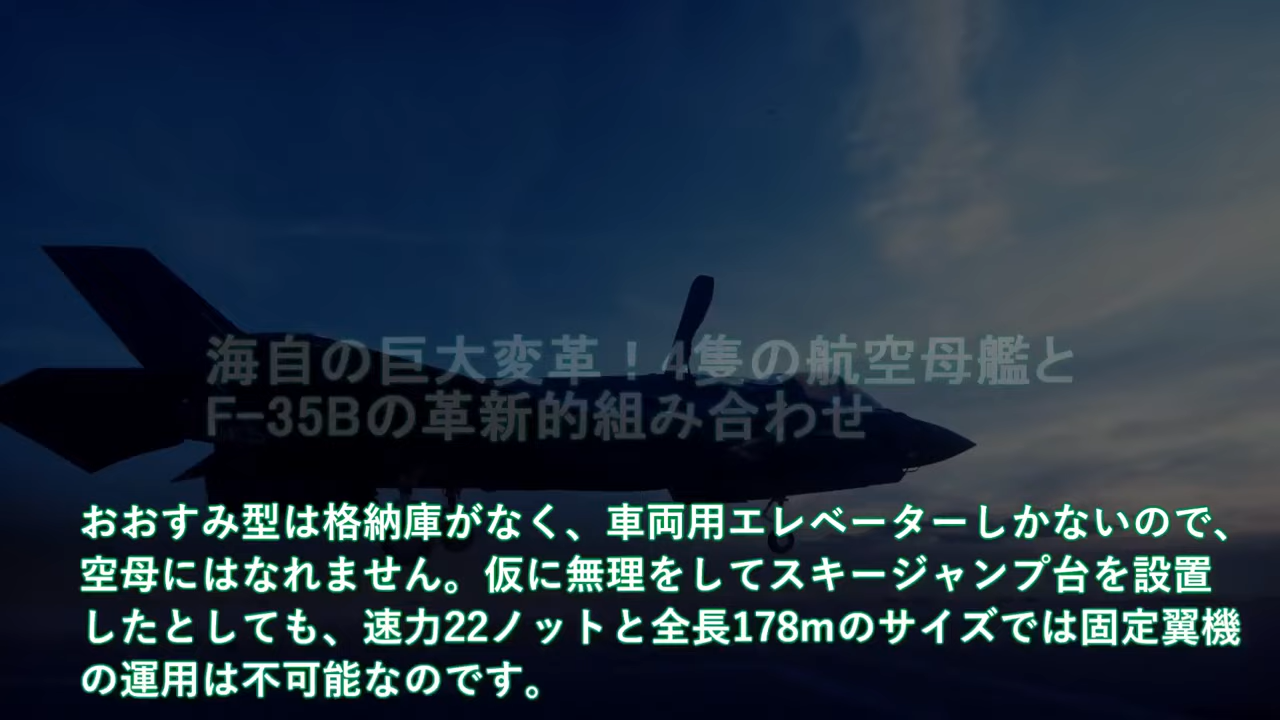 海自の巨大変革！4隻の航空母艦と
F-35Bの革新的組み合わせ
おおすみ型は格納庫がなく、車両用エレベーターしかないので、
空母にはなれません。仮に無理をしてスキージャンプ台を設置
したとしても、速力22ノットと全長178mのサイズでは固定翼機
の運用は不可能なのです。